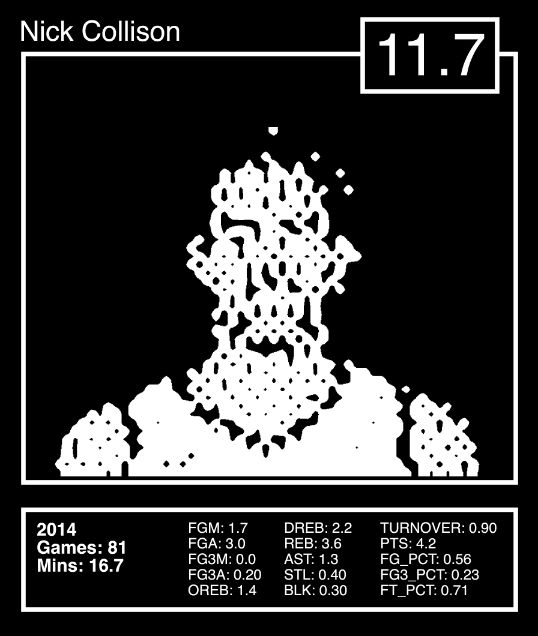 Nick Collison
11.7
2014
Games: 81
Mins: 16.7
FGM: 1.7
FGA: 3.0
FG3M: 0.0
FG3A: 0.20
OREB: 1.4
DREB: 2.2
REB: 3.6
AST: 1.3
STL: 0.40
BLK: 0.30
TURNOVER: 0.90
PTS: 4.2
FG_PCT: 0.56
FG3_PCT: 0.23
FT_PCT: 0.71